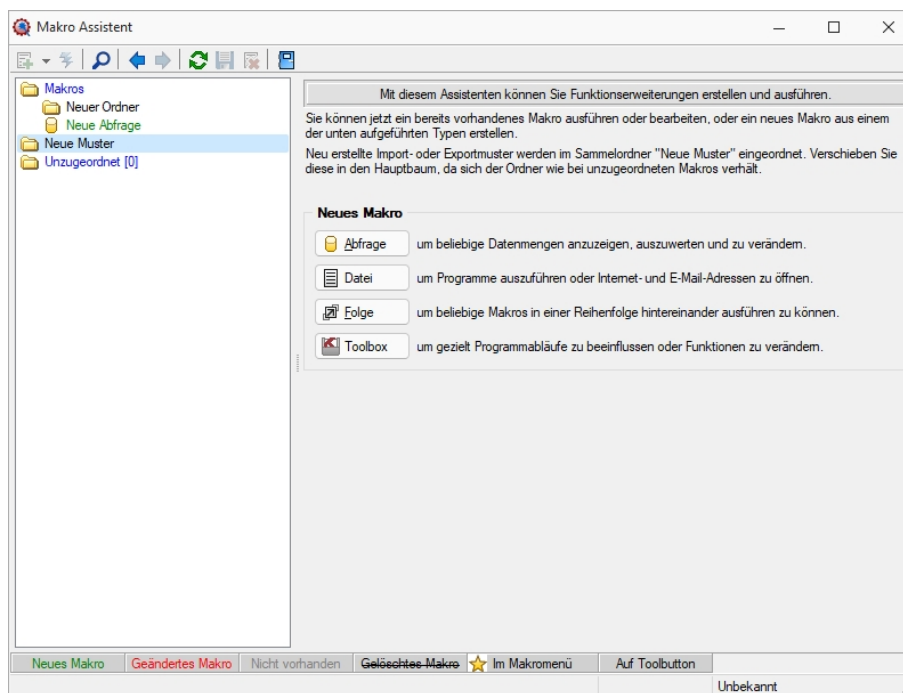 Makro Assistent
Makros
Neuer Ordner
Neue Abfrage
Neue Muster
Unzugeordnet [0]
Mit diesem Assistenten können Sie Funktionserweiterungen erstellen und ausführen.
Sie können jetzt ein bereits vorhandenes Makro ausführen oder bearbeiten, oder ein neues Makro aus einem
der unten aufgeführten Typen erstellen.
Neu erstellte Import- oder Exportmuster werden im Sammelordner "Neue Muster" eingeordnet. Verschieben Sie
diese in den Hauptbaum, da sich der Ordner wie bei unzugeordneten Makros verhält.
Neues Makro
Abfrage um beliebige Datenmengen anzuzeigen, auszuwerten und zu verändern.
Datei um Programme auszuführen oder Internet- und E-Mail-Adressen zu öffnen.
Folge um beliebige Makros in einer Reihenfolge hintereinander ausführen zu können.
Toolbox um gezielt Programmabläufe zu beeinflussen oder Funktionen zu verändern.
Neues Makro Geändertes Makro Nicht vorhanden Gelöschtes Makro Im Makromenü Auf Toolbutton
Unbekannt